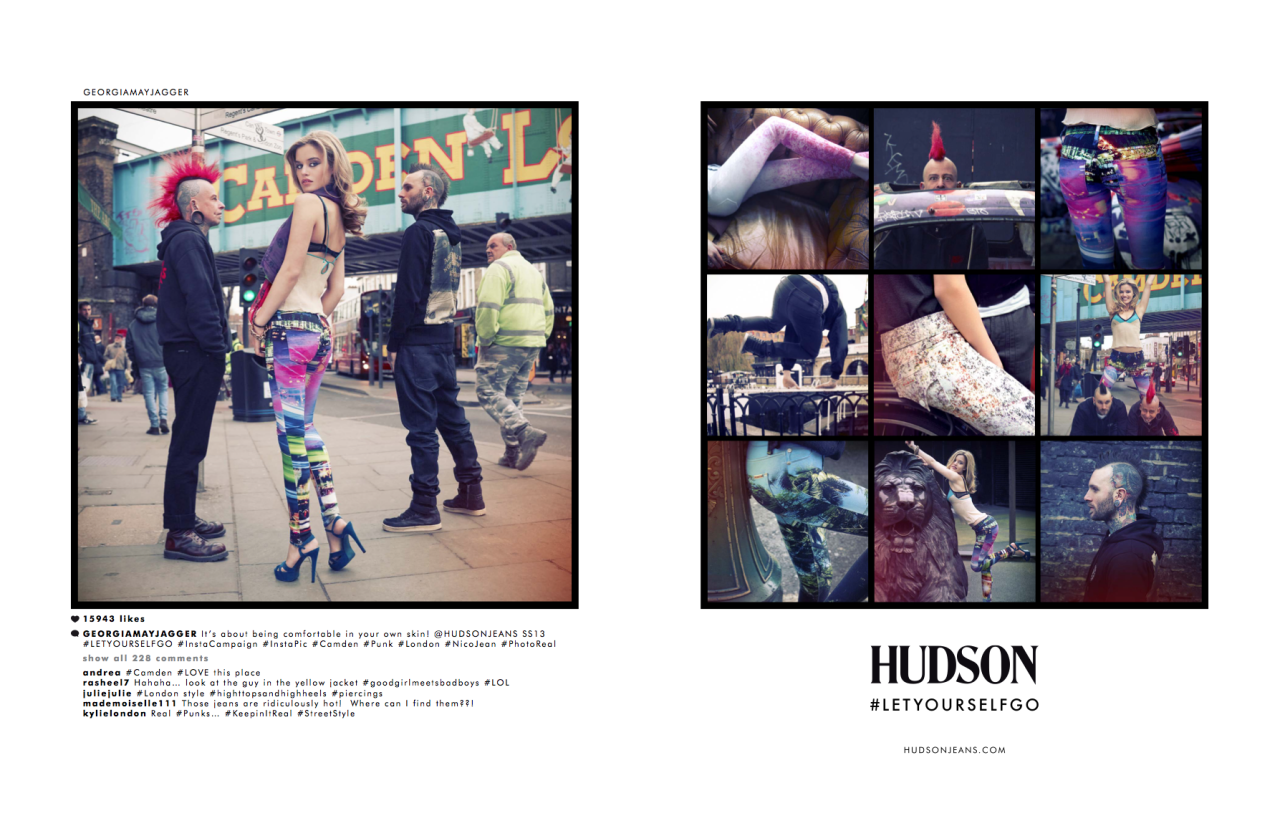 GEORGIAMAYJAGGER
CAMDEN LO
15943 likes
GEORGIAMAYJAGGER It's about being comfortable in your own skin! @HUDSONJEANS SS13
#LETYOURSELFGO #InstaCampaign #InstaPic #Camden #Punk #London #NicoJean #PhotoReal
show all 228 comments
andrea #Camden #LOVE this place
rasheel7 Hahaha... look at the guy in the yellow jacket #goodgirlmeetsbadboys #LOL
juliejulie #London style #highttopsandhighheels #piercings
mademoiselle111 Those jeans are ridiculously hot! Where can I find them??!
kylielondon Real #Punks... #KeepinItReal #StreetStyle
CAMDEN
HUDSON
#LETYOURSELFGO
HUDSONJEANS.COM